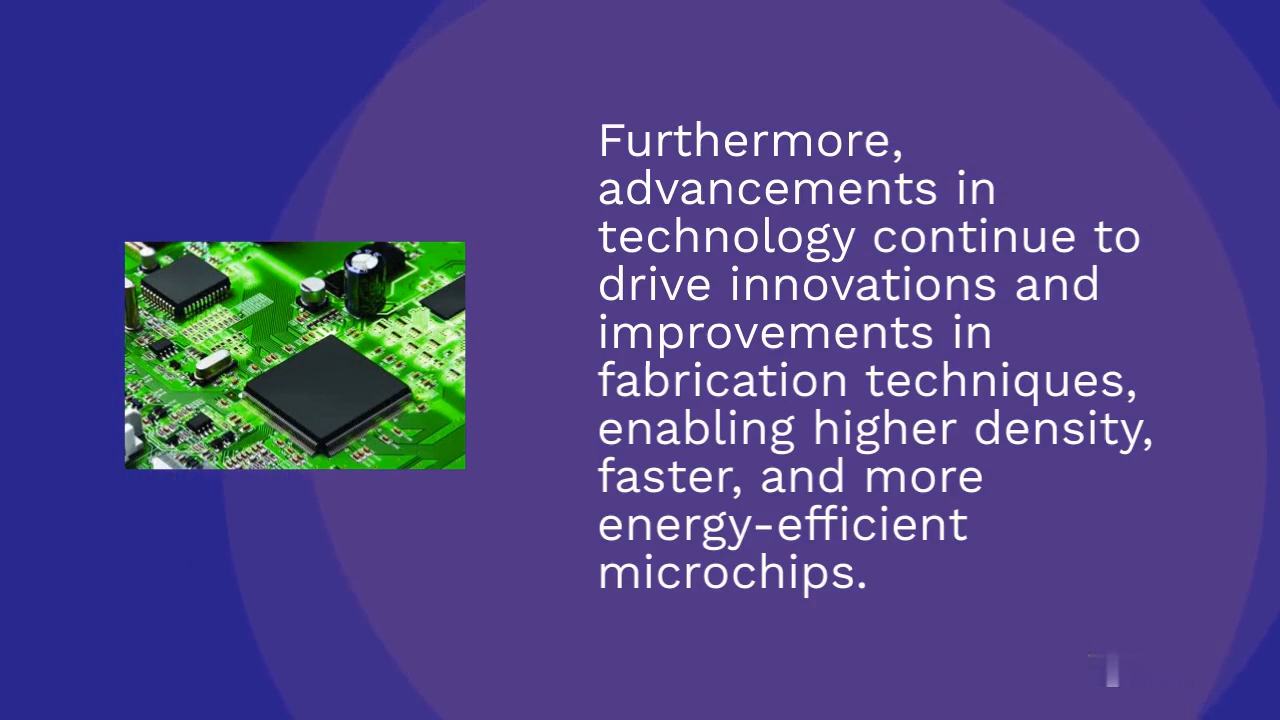 Furthermore,
advancements in
technology continue to
drive innovations and
improvements in
fabrication techniques,
enabling higher density,
faster, and more
energy-efficient
microchips.